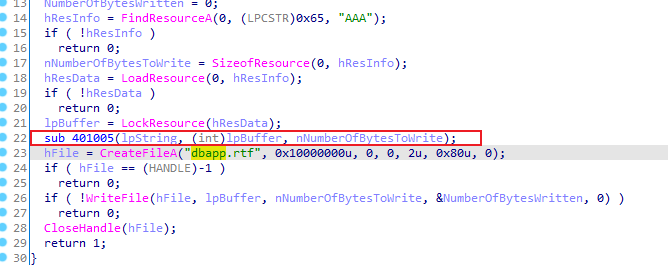 13 NumberOfBytesWritten = 0;
14 hResInfo = FindResourceA(0, (LPCSTR)0x65, "AAA");
15 if ( !hResInfo )
16 return 0;
17 nNumberOfBytesToWrite = SizeofResource(0, hResInfo);
18 hResData = LoadResource(0, hResInfo);
19 if ( !hResData )
20 return 0;
21 lpBuffer = LockResource(hResData);
22 sub 401005(lpString, (int)lpBuffer, nNumberOfBytesToWrite);
23 hFile = CreateFileA("dbapp.rtf", 0x10000000u, 0, 0, 2u, 0x80u, 0);
24 if ( hFile == (HANDLE)-1 )
25 return 0;
26 if ( !WriteFile(hFile, lpBuffer, nNumberOfBytesToWrite, &NumberOfBytesWritten, 0) )
27 return 0;
28 CloseHandle(hFile);
29 return 1;
30 }